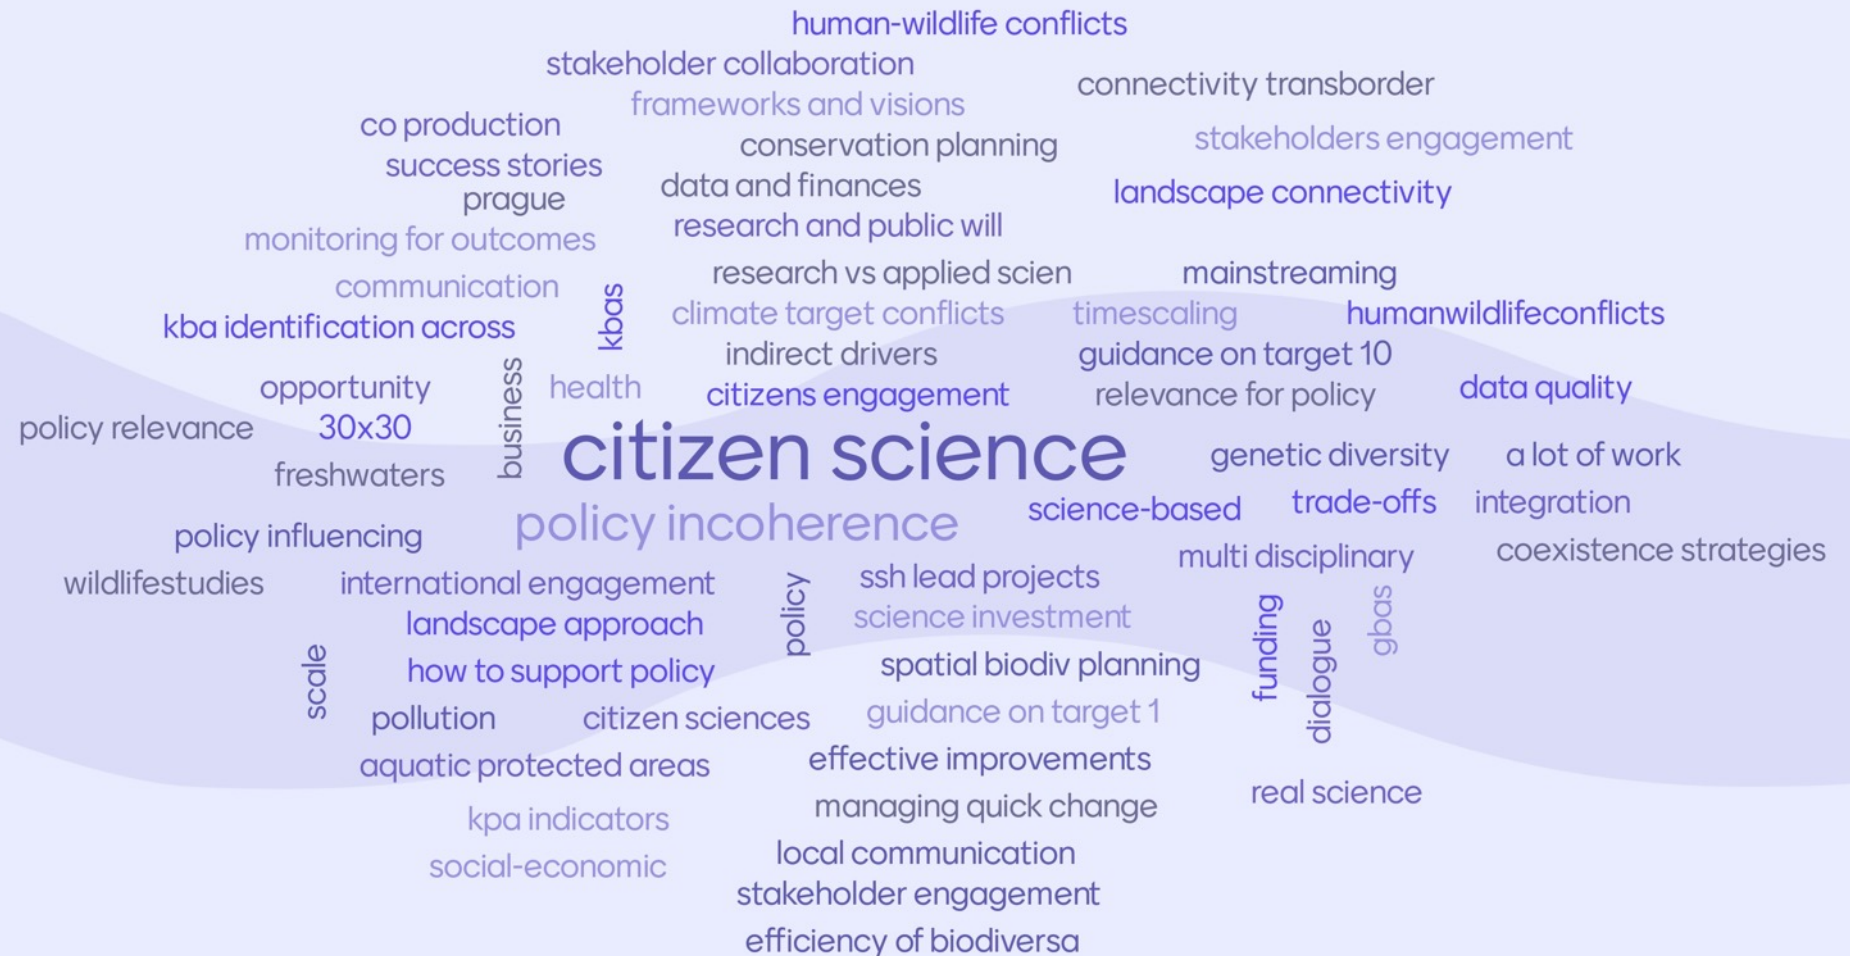 human-wildlife conflicts
stakeholder collaboration
connectivity transborder
frameworks and visions
co production
stakeholders engagement
conservation planning
success stories
data and finances
landscape connectivity
prague
research and public will
monitoring for outcomes
research vs applied scien
mainstreaming
communication
kbas
climate target conflicts
timescaling
humanwildlifeconflicts
kba identification across
indirect drivers
guidance on target 10
opportunity
business
health
citizens engagement
relevance for policy
data quality
policy relevance
30x30
citizen science
genetic diversity
a lot of work
freshwaters
science-based
trade-offs
integration
policy incoherence
policy influencing
multi disciplinary
coexistence strategies
wildlifestudies
international engagement
policy
ssh lead projects
gbas
landscape approach
science investment
funding
dialogue
scale
how to support policy
spatial biodiv planning
pollution
citizen sciences
guidance on target 1
aquatic protected areas
effective improvements
real science
managing quick change
kpa indicators
local communication
social-economic
stakeholder engagement
efficiency of biodiversa